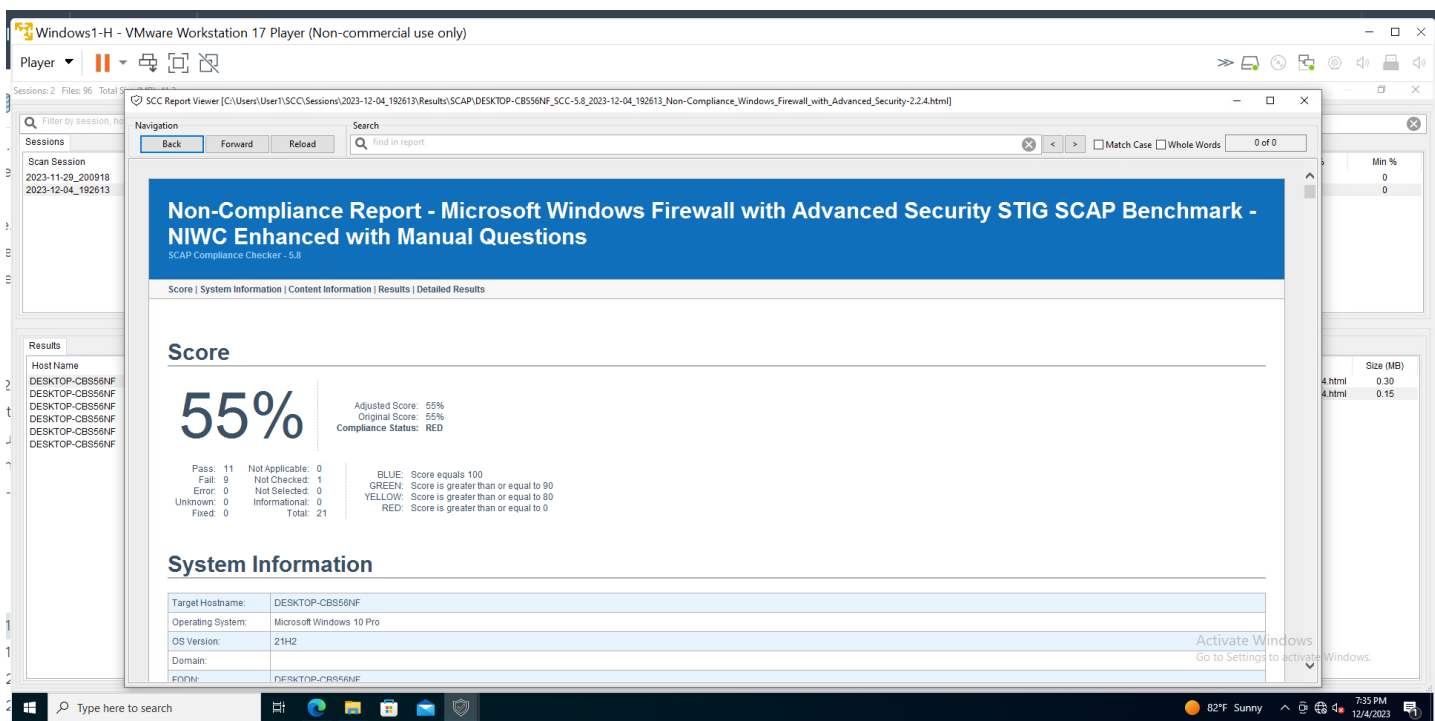 Windows1-H - VMware Workstation 17 Player (Non-commercial use only)
Player
Sessions: 2 Files: 96 Total
SCC Report Viewer [C:\Users\User1\SCC\Sessions\2023-12-04_192613\Results\SCAP\DESKTOP-CBS56NF_SCC-5.8_2023-12-04_192613_Non-Compliance_Windows_Firewall_with_Advanced_Security-2.2.4.html]
Filter by session, ho
Navigation
Search
Back Forward Reload
find in report
< > Match Case Whole Words 0 of 0
Sessions
Scan Session
Min %
2023-11-29_200918
0
2023-12-04_192613
0
Non-Compliance Report - Microsoft Windows Firewall with Advanced Security STIG SCAP Benchmark -
NIWC Enhanced with Manual Questions
SCAP Compliance Checker - 5.8
Score | System Information | Content Information | Results | Detailed Results
Results
Host Name
Size (MB)
DESKTOP-CBS56NF
4.html 0.30
DESKTOP-CBS56NF
4.html 0.15
DESKTOP-CBS56NF
DESKTOP-CBS56NF
DESKTOP-CBS56NF
DESKTOP-CBS56NF
Score
55%
Adjusted Score: 55%
Original Score: 55%
Compliance Status: RED
Pass: 11 Not Applicable: 0
Fail: 9 Not Checked: 1
Error: 0 Not Selected: 0
Unknown: 0 Informational: 0
Fixed: 0 Total: 21
BLUE: Score equals 100
GREEN: Score is greater than or equal to 90
YELLOW: Score is greater than or equal to 80
RED: Score is greater than or equal to 0
System Information
Target Hostname: DESKTOP-CBS56NF
Operating System: Microsoft Windows 10 Pro
OS Version: 21H2
Domain:
FQDN: DESKTOP-CBS56NF
Activate Windows
Go to Settings to activate Windows.
Type here to search
82°F Sunny
7:35 PM
12/4/2023
1